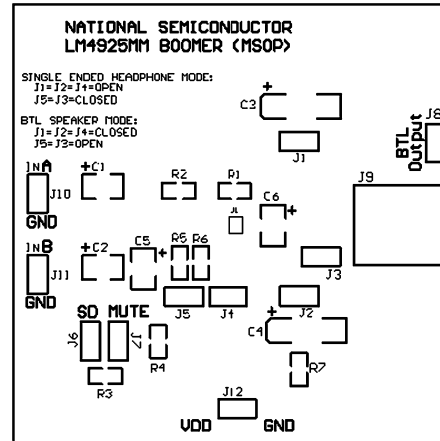 NATIONAL SEMICONDUCTOR
LM4925MM BOOMER (MSOP)
SINGLE ENDED HEADPHONE MODE:
J1=J2=J4=OPEN
J5=J3=CLOSED
BTL SPEAKER MODE:
J1=J2=J4=CLOSED
J5=J3=OPEN
C3
+
J1
J8
BTL Output
J9
INA
+C1
R2
R1
J10
GND
C6
+
INB
+C2
C5
+
R5
R6
J11
GND
J3
SD MUTE
J5
J4
J2
J6
J7
R4
C4
+
R3
R7
J12
VDD
GND